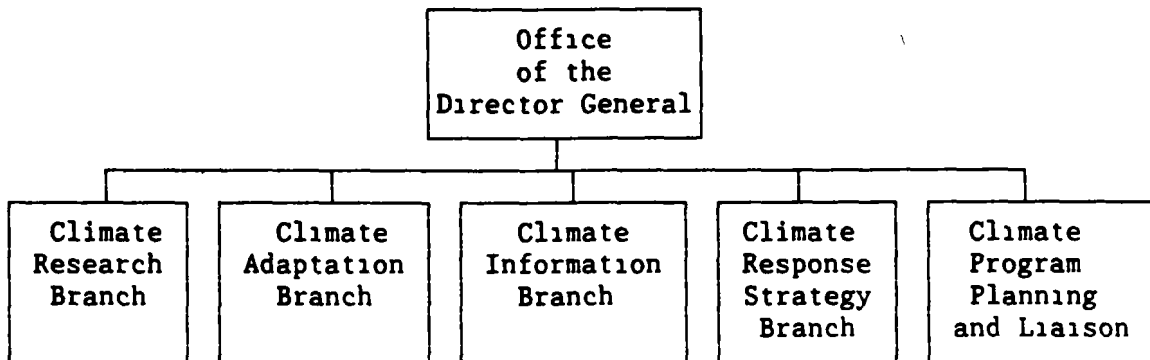 Office
of the
Director General
Climate
Research
Branch
Climate
Adaptation
Branch
Climate
Information
Branch
Climate
Response
Strategy
Branch
Climate
Program
Planning
and Liaison